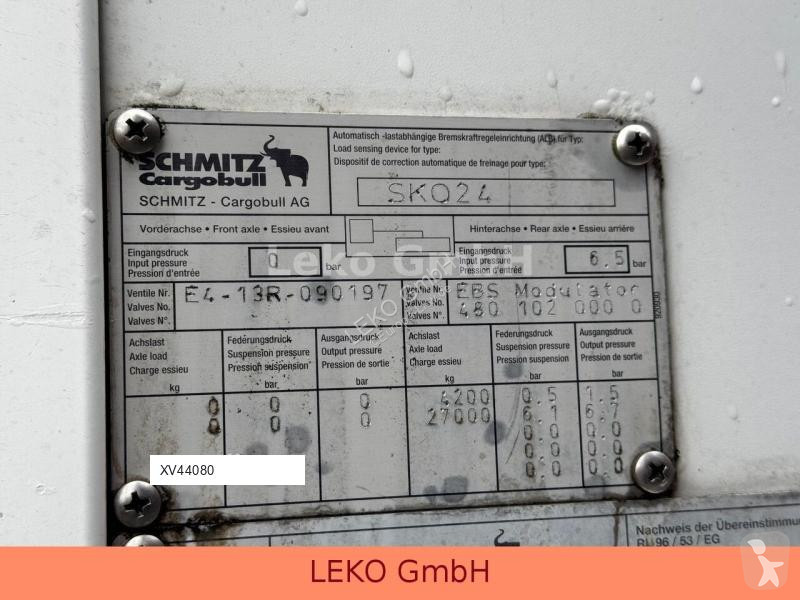 SCHMITZ
Cargobull
SCHMITZ - Cargobull AG
Automatisch -lastabhängige Bremskraftregeleinrichtung (ALB) für Typ:
Load sensing device for type:
Dispositif de correction automatique de freinage pour type:
SKO24
Vorderachse • Front axle • Essieu avant
Hinterachse • Rear axle • Essieu arrière
Eingangsdruck
Input pressure
Pression d'entrée
0 bar
Eingangsdruck
Input pressure
Pression d'entrée
6.5 bar
Leko GmbH
LEKO GmbH
Ventile Nr.
Valves No.
Valves N°.
E4-13R-090197
Ventile Nr.
Valves No.
Valves N°.
EBS Modulator
480 102 000 0
920930
Achslast
Axle load
Charge essieu
kg
Federungsdruck
Suspension pressure
Pression suspension
bar
Ausgangsdruck
Output pressure
Pression de sortie
bar
Achslast
Axle load
Charge essieu
kg
Federungsdruck
Suspension pressure
Pression suspension
bar
Ausgangsdruck
Output pressure
Pression de sortie
bar
0 0 0 4200 0.5 1.5
0 0 0 27000 6.1 6.7
0.0 0.0
0.0 0.0
0.0 0.0
XV44080
Nachweis der Übereinstimmu
RL 96 / 53 / EG
LEKO GmbH